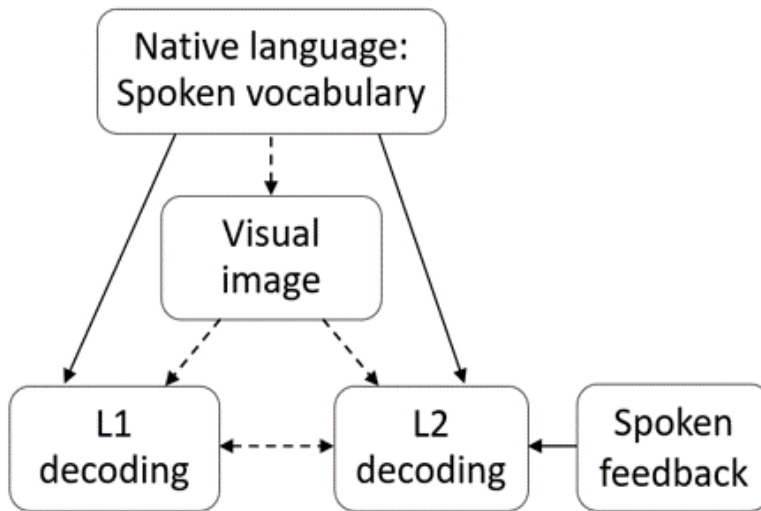 Native language:
Spoken vocabulary
Visual
image
L1
decoding
L2
decoding
Spoken
feedback